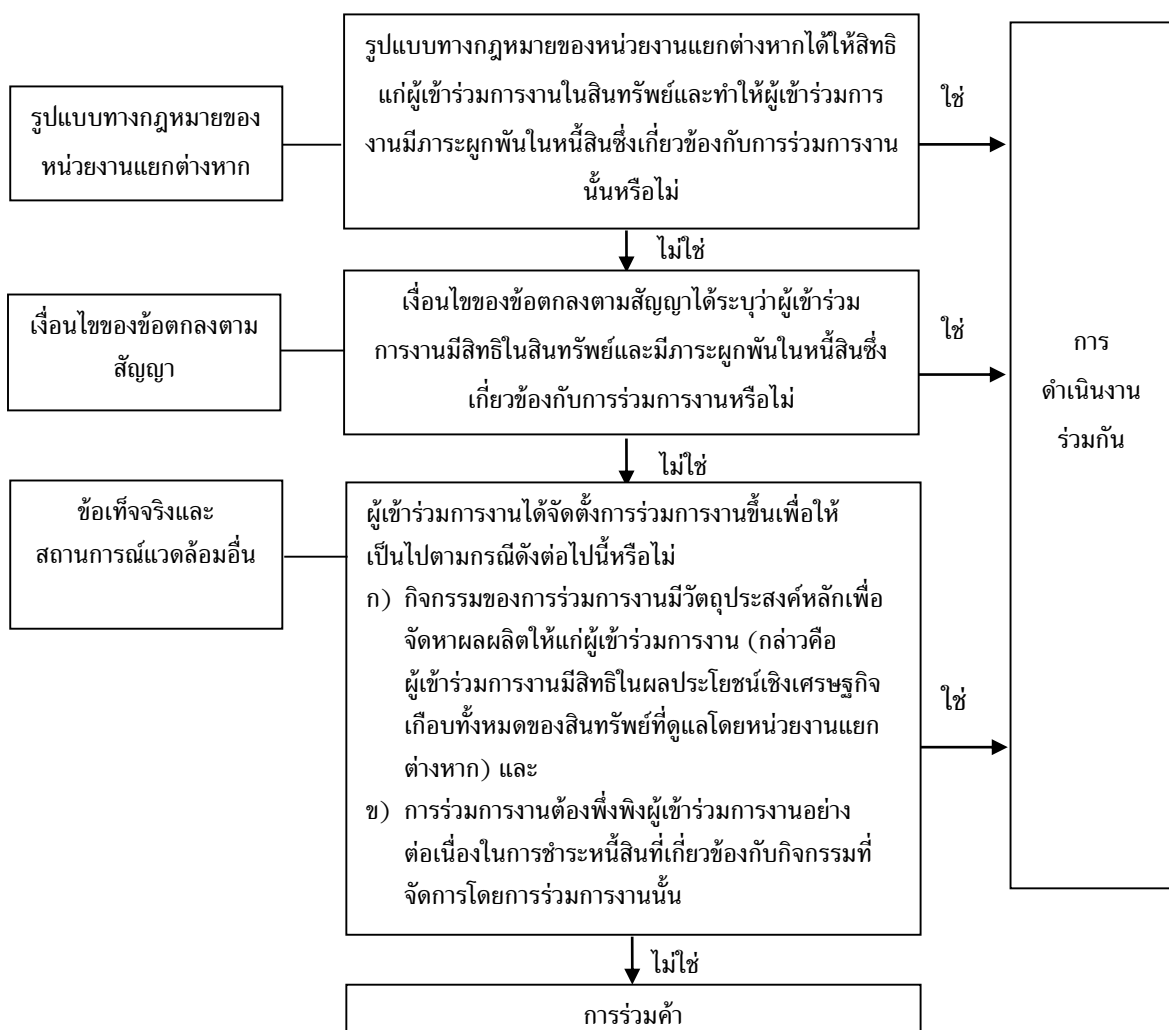 รูปแบบทางกฎหมายของ
หน่วยงานแยกต่างหาก
รูปแบบทางกฎหมายของหน่วยงานแยกต่างหากได้ให้สิทธิ
แก่ผู้เข้าร่วมการงานในสินทรัพย์และทำให้ผู้เข้าร่วมการ
งานมีภาระผูกพันในหนี้สินซึ่งเกี่ยวข้องกับการร่วมการงาน
นั้นหรือไม่
ใช่
ไม่ใช่
เงื่อนไขของข้อตกลงตาม
สัญญา
เงื่อนไขของข้อตกลงตามสัญญาได้ระบุว่าผู้เข้าร่วม
การงานมีสิทธิในสินทรัพย์และมีภาระผูกพันในหนี้สินซึ่ง
เกี่ยวข้องกับการร่วมการงานหรือไม่
ใช่
การ
ดำเนินงาน
ร่วมกัน
ไม่ใช่
ข้อเท็จจริงและ
สถานการณ์แวดล้อมอื่น
ผู้เข้าร่วมการงานได้จัดตั้งการร่วมการงานขึ้นเพื่อให้
เป็นไปตามกรณีดังต่อไปนี้หรือไม่
ก) กิจกรรมของการร่วมการงานมีวัตถุประสงค์หลักเพื่อ
จัดหาผลผลิตให้แก่ผู้เข้าร่วมการงาน (กล่าวคือ
ผู้เข้าร่วมการงานมีสิทธิในผลประโยชน์เชิงเศรษฐกิจ
เกือบทั้งหมดของสินทรัพย์ที่ดูแลโดยหน่วยงานแยก
ต่างหาก) และ
ข) การร่วมการงานต้องพึ่งพิงผู้เข้าร่วมการงานอย่าง
ต่อเนื่องในการชำระหนี้สินที่เกี่ยวข้องกับกิจกรรมที่
จัดการโดยการร่วมการงานนั้น
ใช่
ไม่ใช่
การร่วมค้า